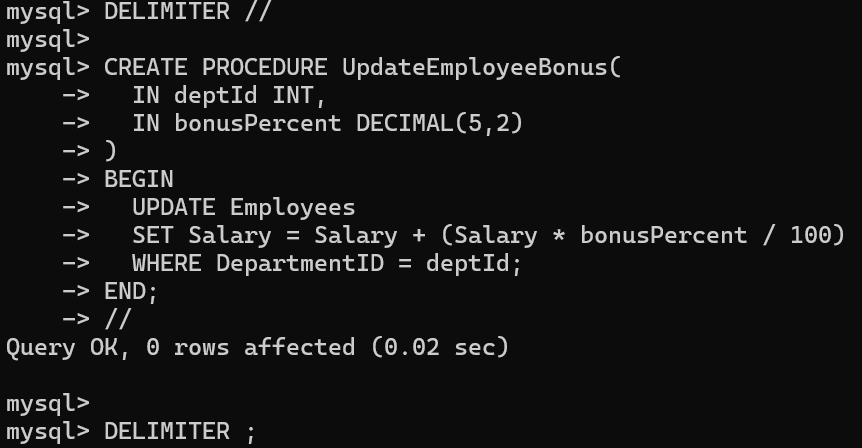 mysql> DELIMITER //
mysql>
mysql> CREATE PROCEDURE UpdateEmployeeBonus(
    ->   IN deptId INT,
    ->   IN bonusPercent DECIMAL(5,2)
    -> )
    -> BEGIN
    ->   UPDATE Employees
    ->   SET Salary = Salary + (Salary * bonusPercent / 100)
    ->   WHERE DepartmentID = deptId;
    -> END;
    -> //
Query OK, 0 rows affected (0.02 sec)

mysql>
mysql> DELIMITER ;